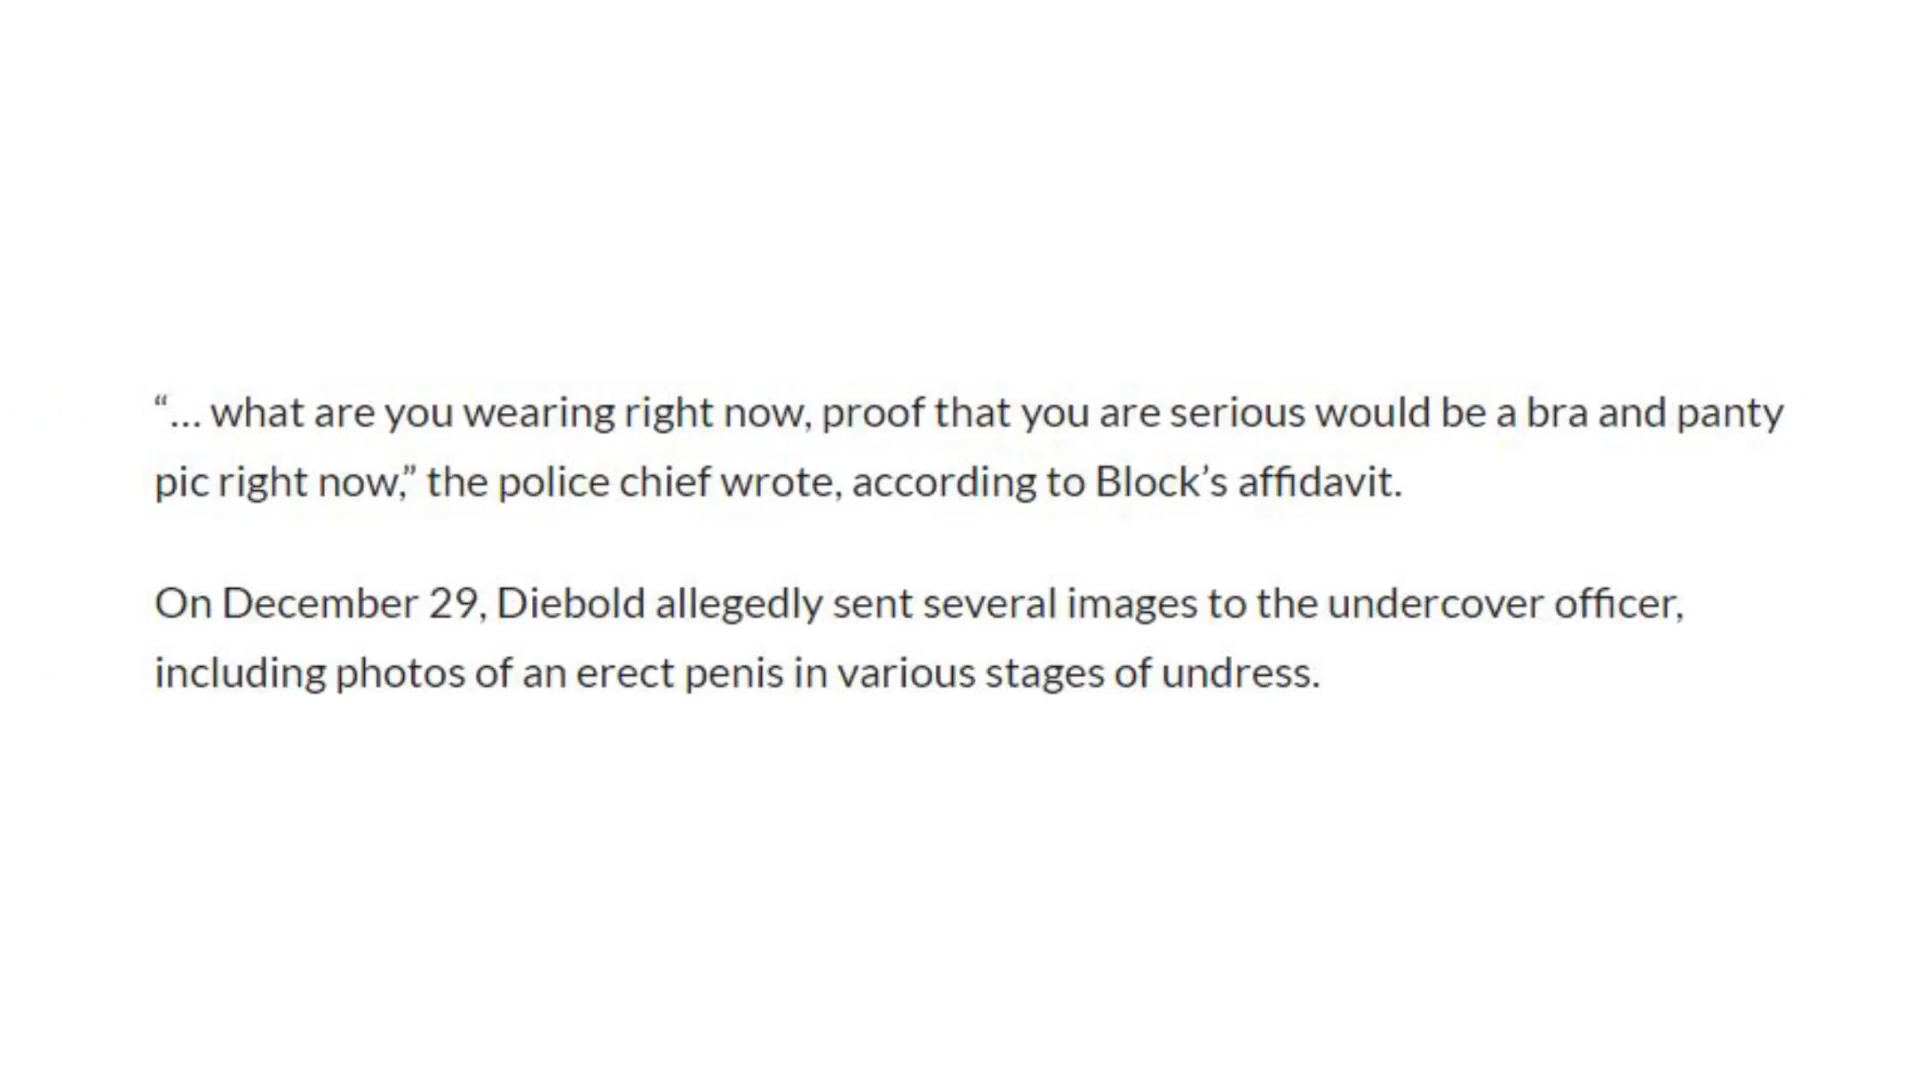 “... what are you wearing right now, proof that you are serious would be a bra and panty
pic right now,” the police chief wrote, according to Block’s affidavit.
On December 29, Diebold allegedly sent several images to the undercover officer,
including photos of an erect penis in various stages of undress.